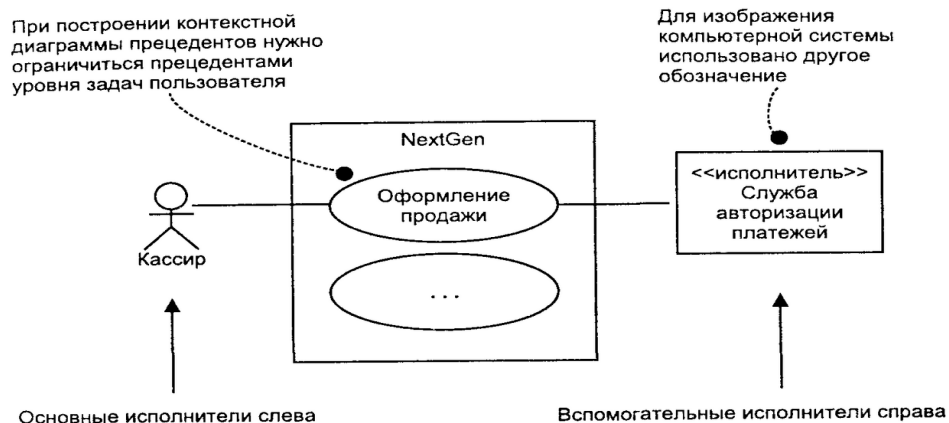 При построении контекстной
диаграммы прецедентов нужно
ограничиться прецедентами
уровня задач пользователя
Для изображения
компьютерной системы
использовано другое
обозначение
NextGen
Оформление
продажи
. . .
Кассир
<<исполнитель>>
Служба
авторизации
платежей
Основные исполнители слева
Вспомогательные исполнители справа